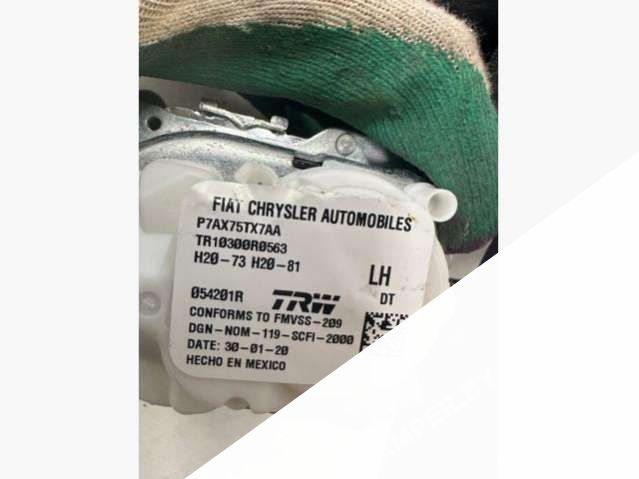 FIAT CHRYSLER AUTOMOBILES
P7AX75TX7AA
TR10300R0563
H20-73 H20-81
LH
DT
054201R TRW
CONFORMS TO FMVSS-209
DGN-NOM-119-SCFI-2000
DATE: 30-01-20
HECHO EN MEXICO